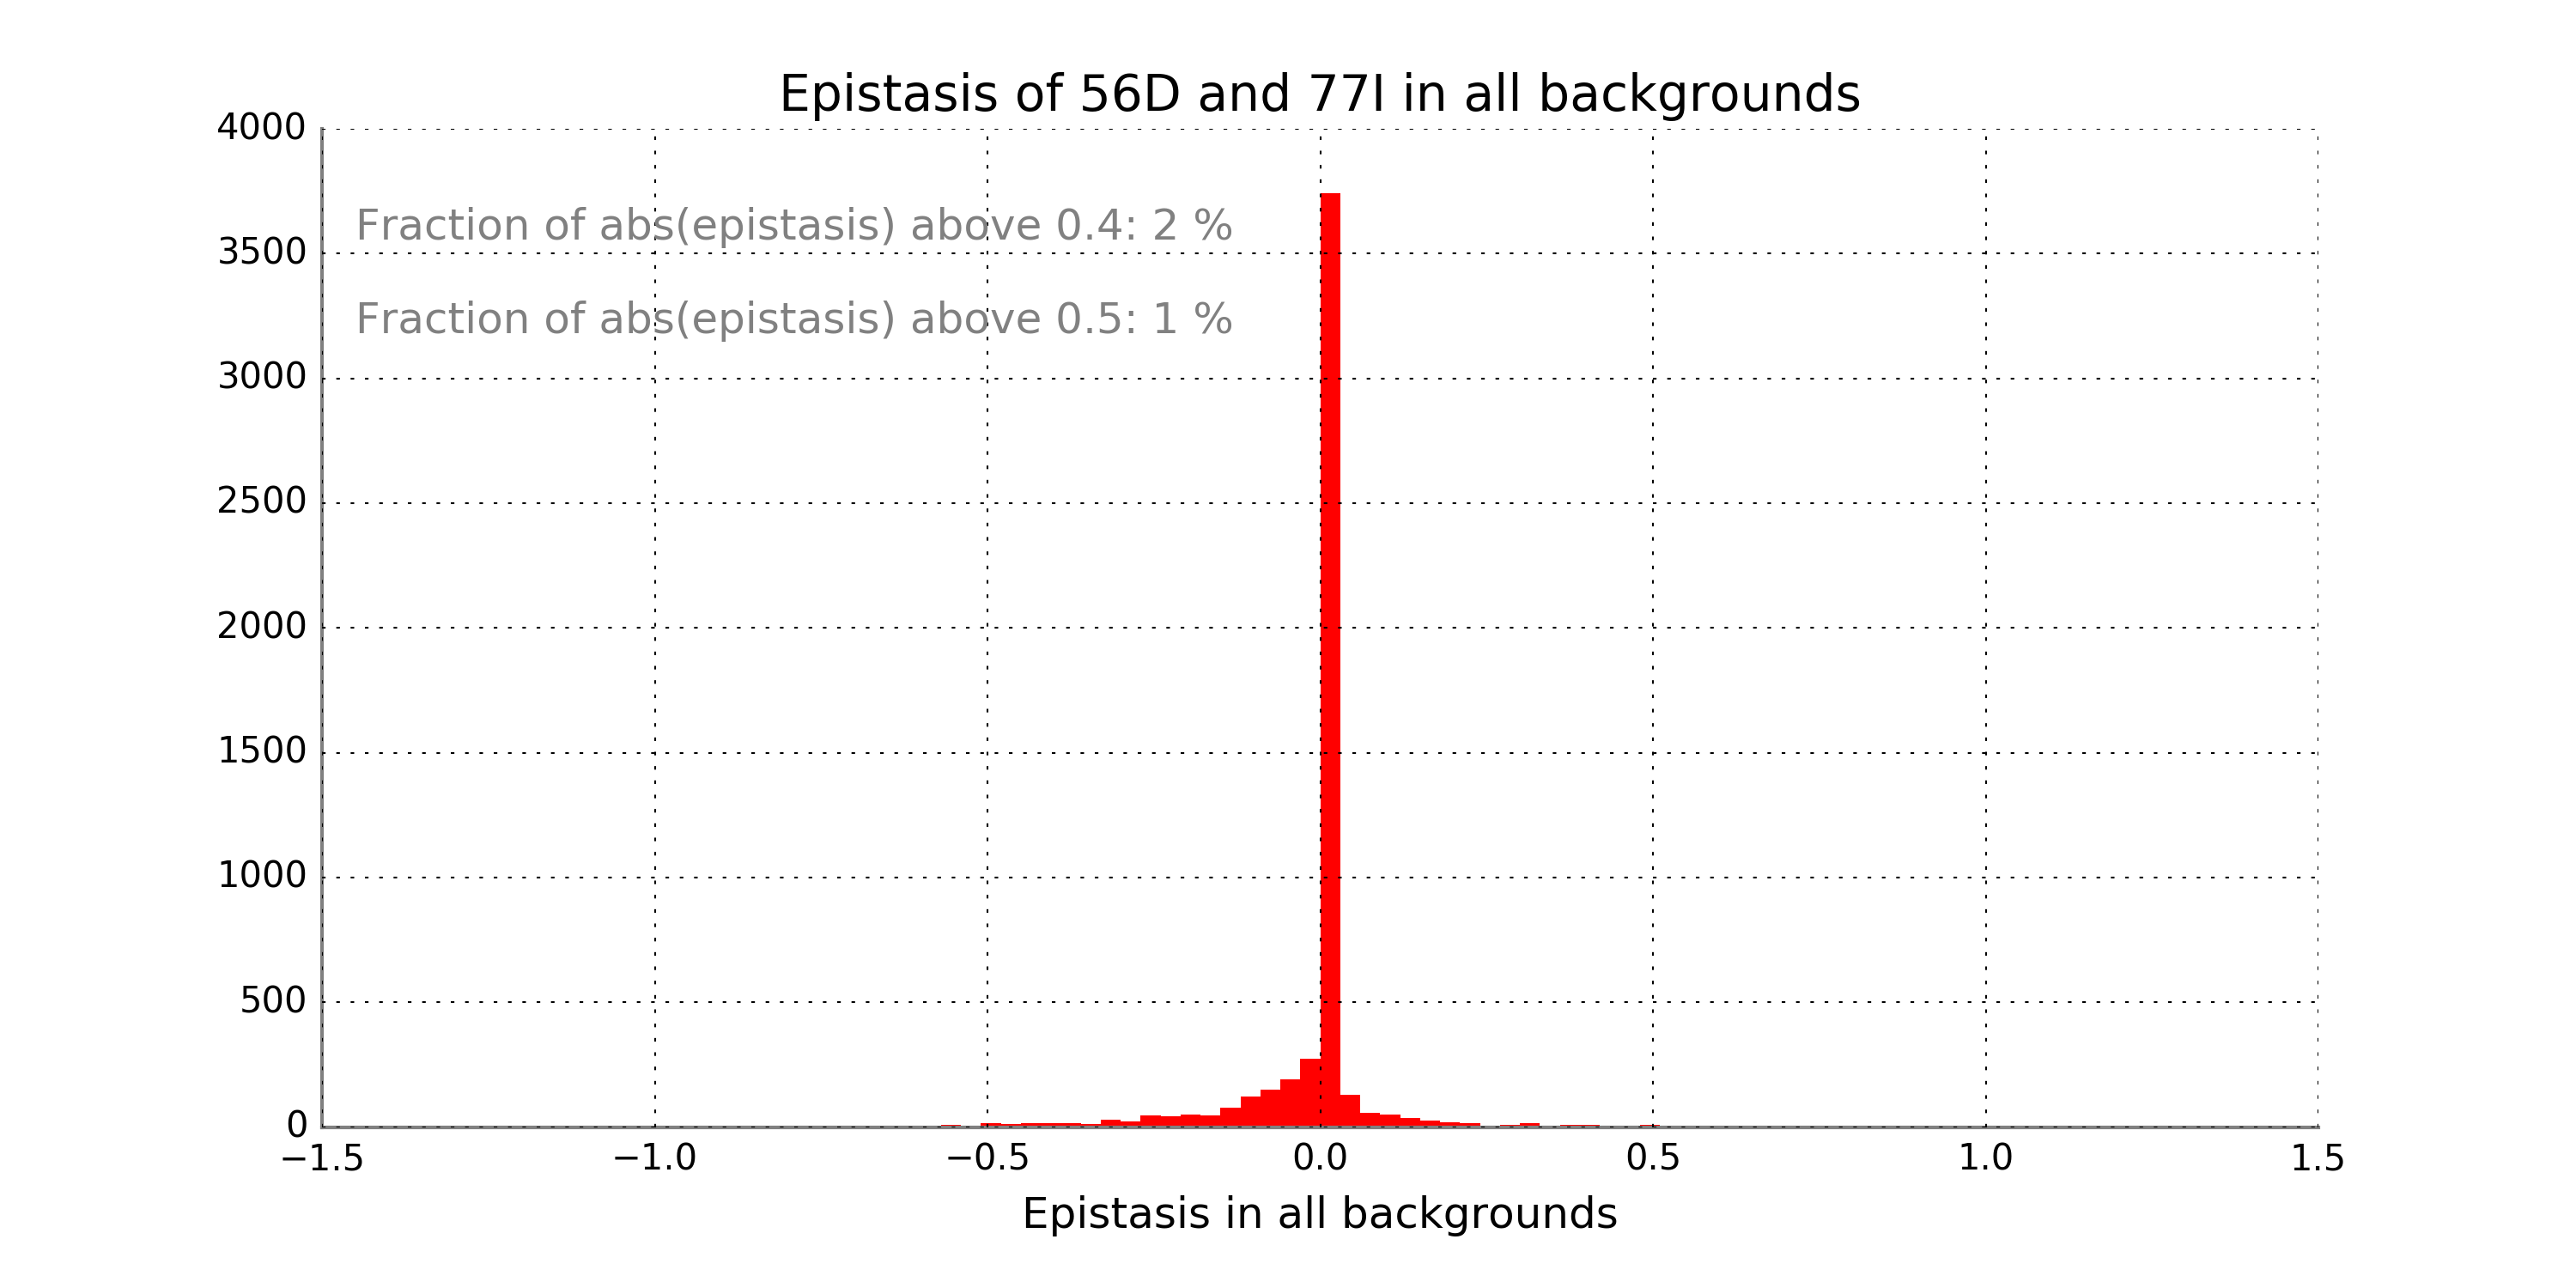 Epistasis of 56D and 77I in all backgrounds
4000
Fraction of abs(epistasis) above 0.4: 2 %
3500
Fraction of abs(epistasis) above 0.5: 1 %
3000
2500
2000
1500
1000
500
0
−1.5 −1.0 −0.5 0.0 0.5 1.0 1.5
Epistasis in all backgrounds